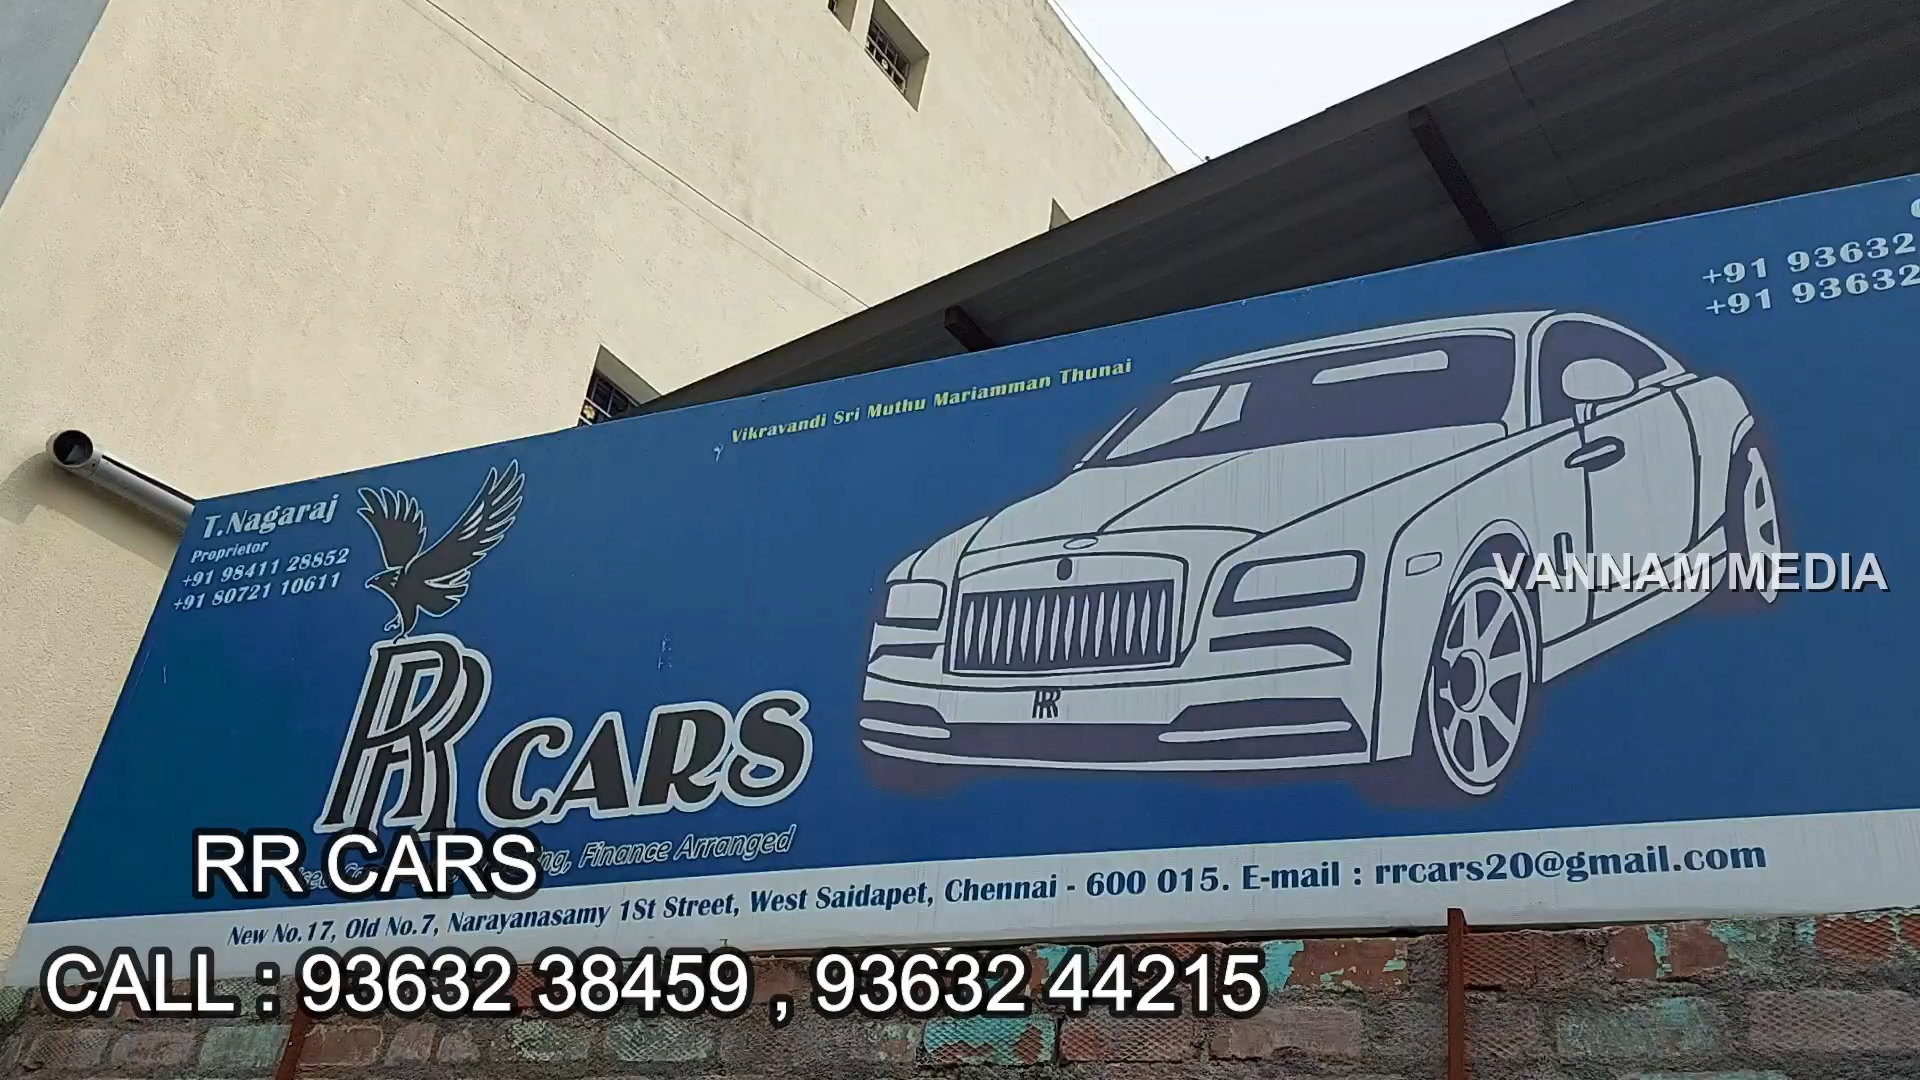 +91 93632
+91 93632
Vikravandi Sri Muthu Mariamman Thunai
T.Nagaraj
Proprietor
+91 98411 28852
+91 80721 10611
VANNAM MEDIA
RR
RR CARS
Finance Arranged
RR CARS
New No.17, Old No.7, Narayanasamy 1St Street, West Saidapet, Chennai - 600 015. E-mail : rrcars20@gmail.com
CALL : 93632 38459 , 93632 44215